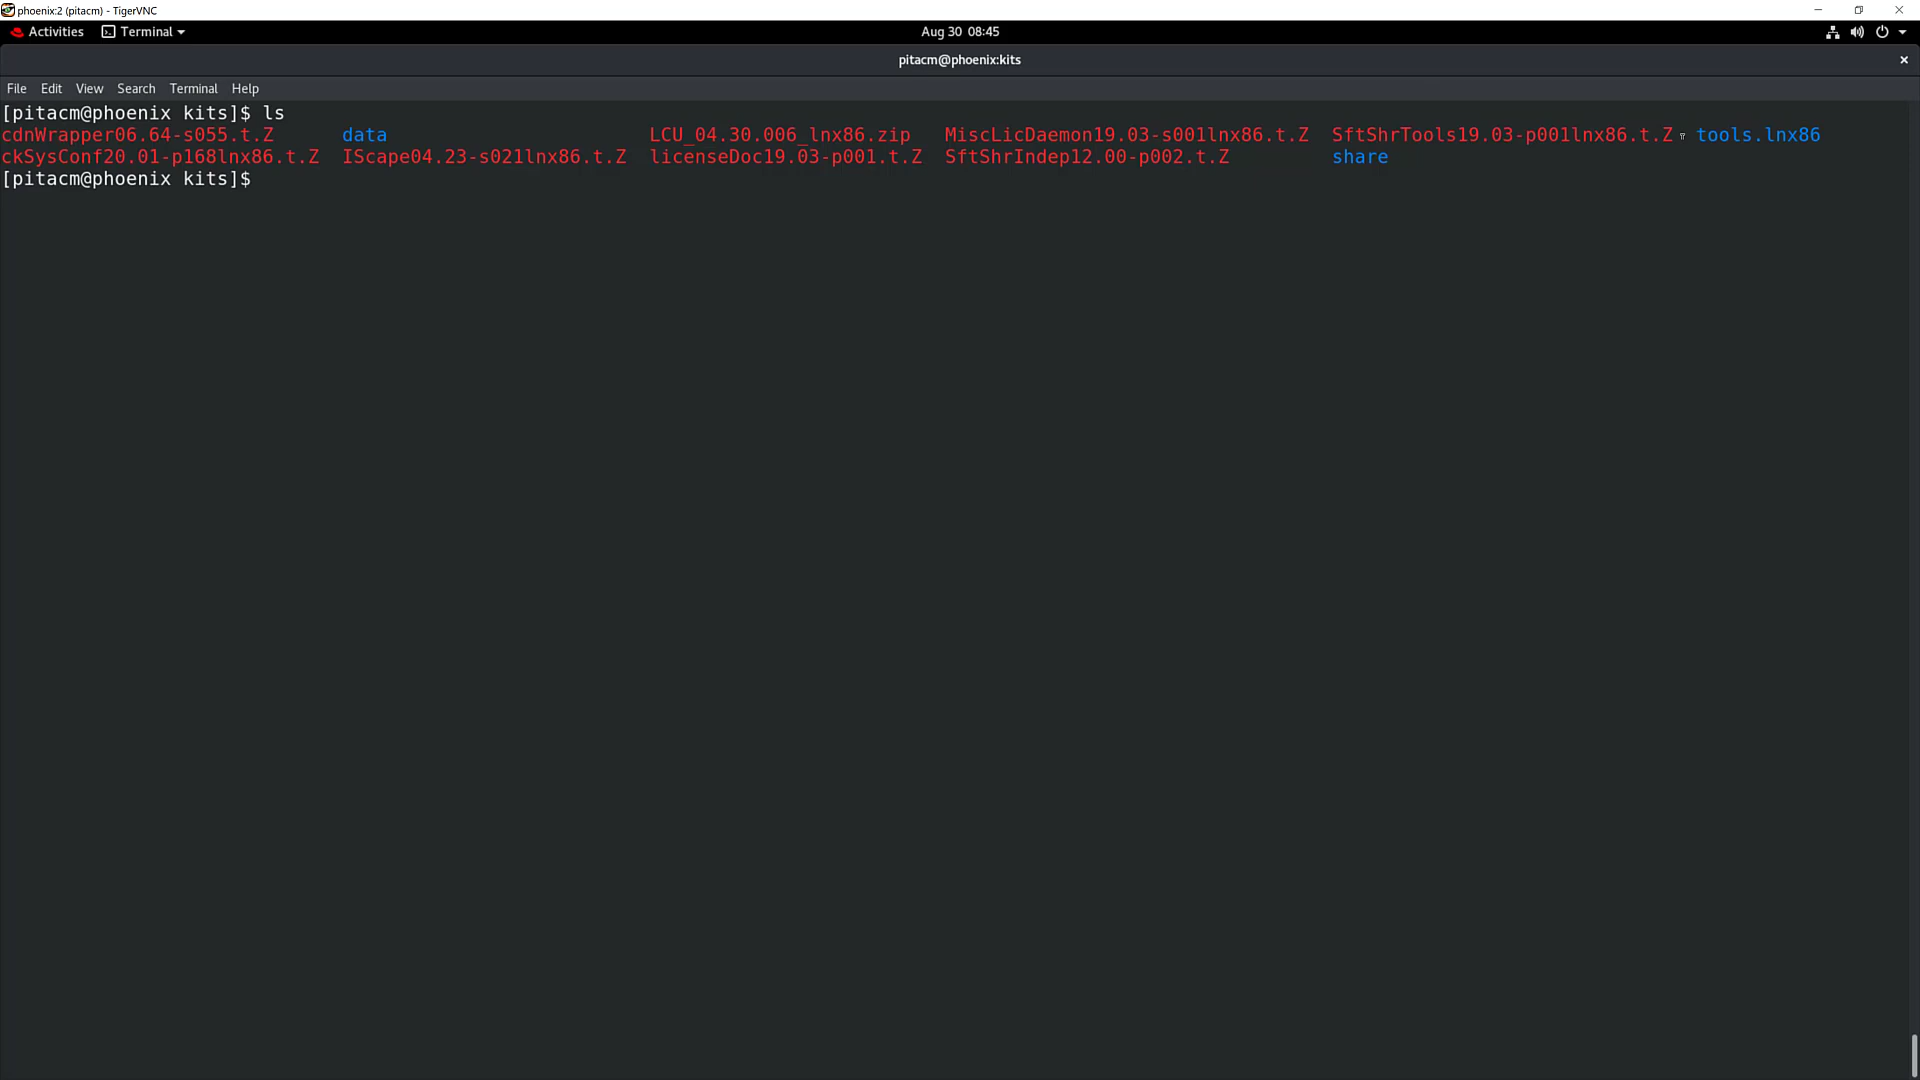 phoenix:2 (pitacm) - TigerVNC
Activities Terminal Aug 30 08:45
pitacm@phoenix:kits
File Edit View Search Terminal Help
[pitacm@phoenix kits]$ ls
cdnWrapper06.64-s055.t.Z data LCU_04.30.006_lnx86.zip MiscLicDaemon19.03-s001lnx86.t.Z SftShrTools19.03-p001lnx86.t.Z tools.lnx86
ckSysConf20.01-p168lnx86.t.Z IScape04.23-s021lnx86.t.Z licenseDoc19.03-p001.t.Z SftShrIndep12.00-p002.t.Z share
[pitacm@phoenix kits]$